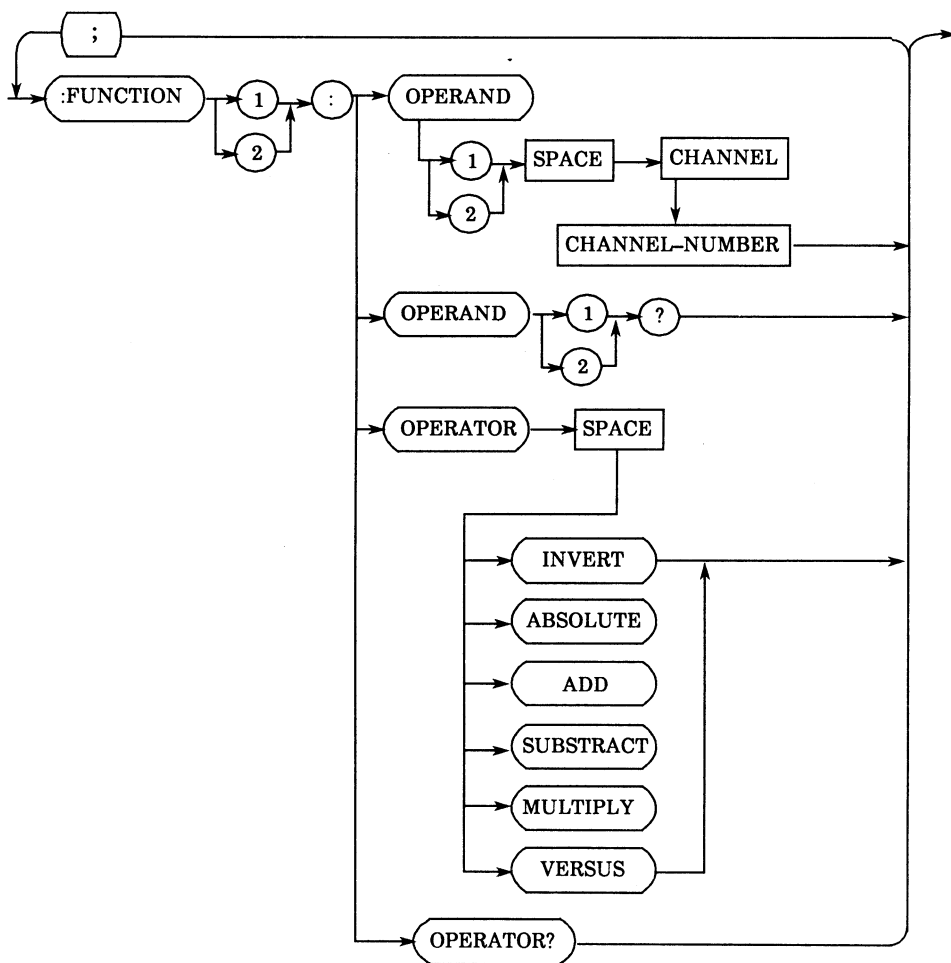 ;
:FUNCTION 1 : OPERAND
2
1 SPACE CHANNEL
2
CHANNEL–NUMBER
OPERAND 1 ?
2
OPERATOR SPACE
INVERT
ABSOLUTE
ADD
SUBSTRACT
MULTIPLY
VERSUS
OPERATOR?